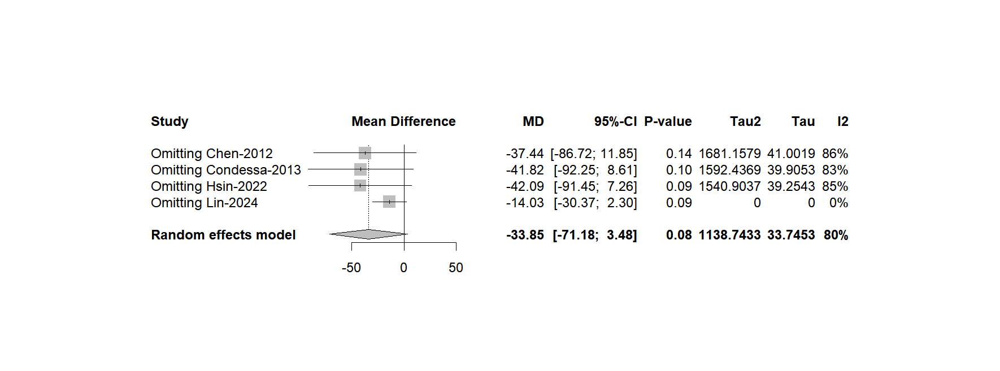 Study Mean Difference MD 95%-CI P-value Tau2 Tau I2
Omitting Chen-2012 -37.44 [-86.72; 11.85] 0.14 1681.1579 41.0019 86%
Omitting Condessa-2013 -41.82 [-92.25; 8.61] 0.10 1592.4369 39.9053 83%
Omitting Hsin-2022 -42.09 [-91.45; 7.26] 0.09 1540.9037 39.2543 85%
Omitting Lin-2024 -14.03 [-30.37; 2.30] 0.09 0 0 0%
Random effects model -33.85 [-71.18; 3.48] 0.08 1138.7433 33.7453 80%
-50 0 50